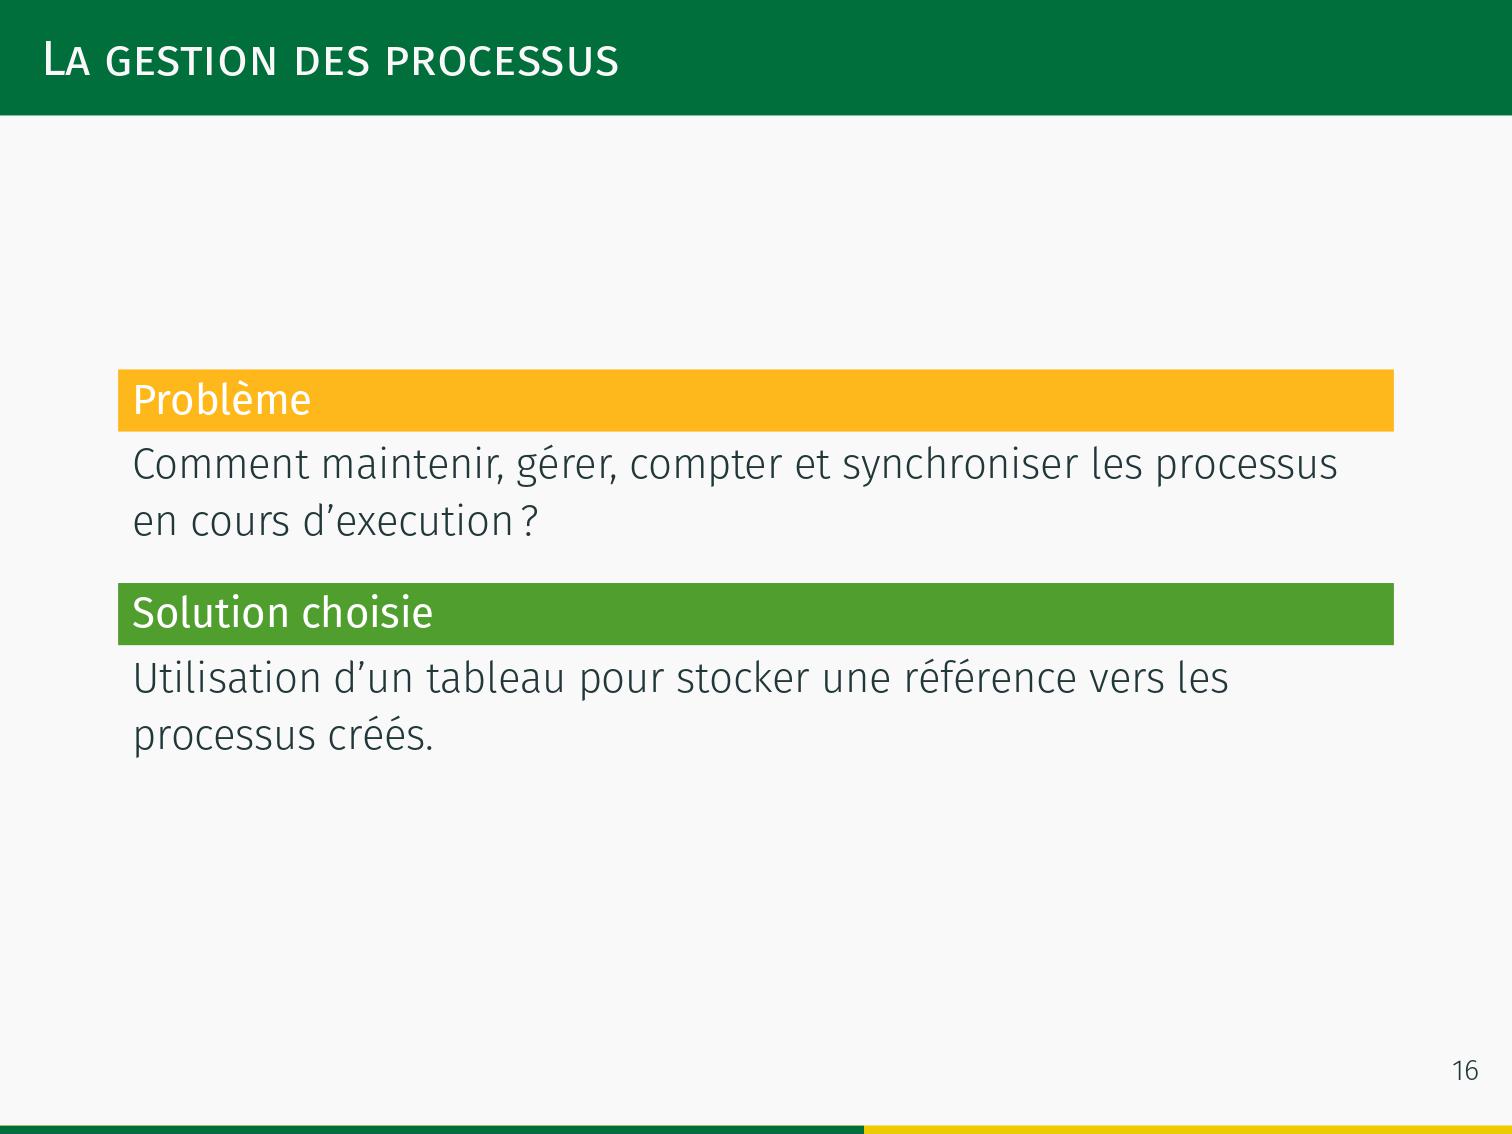 La gestion des processus
Problème
Comment maintenir, gérer, compter et synchroniser les processus
en cours d’execution ?
Solution choisie
Utilisation d’un tableau pour stocker une référence vers les
processus créés.
16